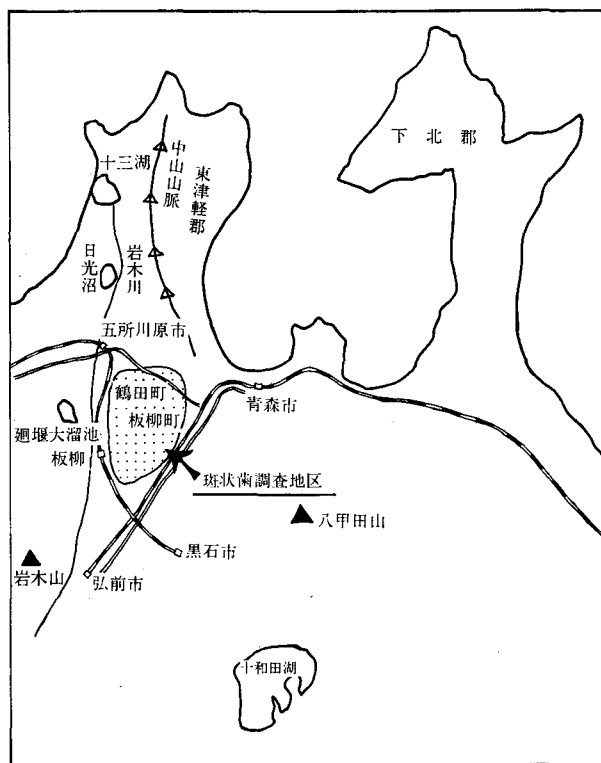 下北郡
十三湖
中山山脈
東津軽郡
日光沼
岩木川
五所川原市
鶴田町
青森市
板柳町
廻堰大溜池
板柳
斑状歯調査地区
八甲田山
黒石市
岩木山
弘前市
十和田湖